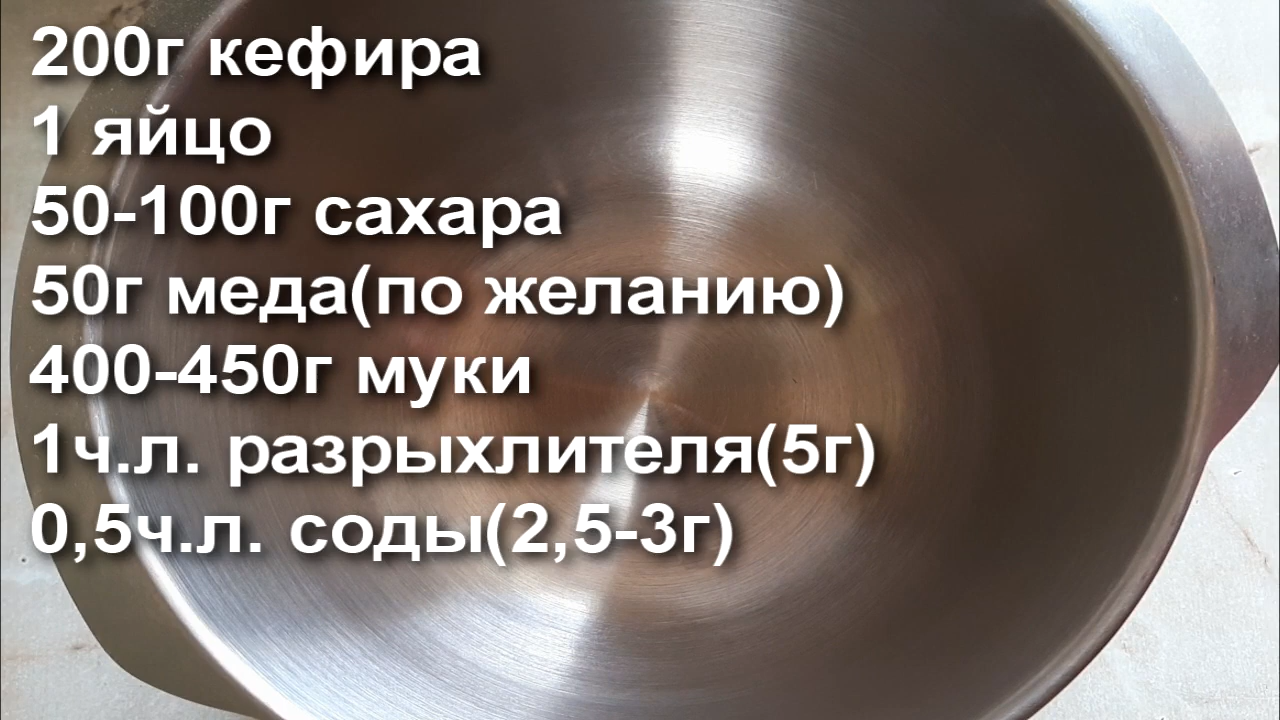 200г кефира
1 яйцо
50-100г сахара
50г меда(по желанию)
400-450г муки
1ч.л. разрыхлителя(5г)
0,5ч.л. соды(2,5-3г)